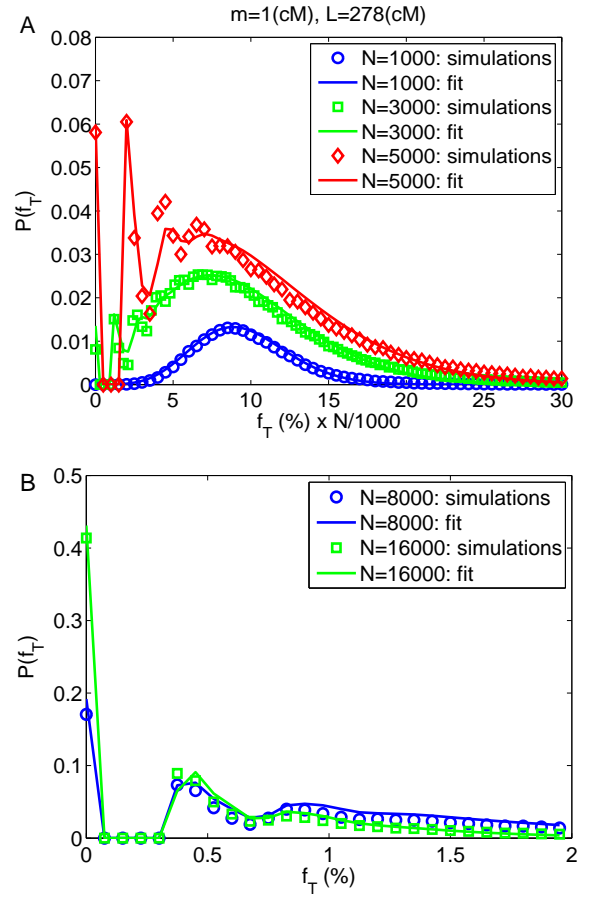 m=1(cM), L=278(cM)
A
0.08
0.07
0.06
0.05
0.04
0.03
0.02
0.01
0
P(f_T)
N=1000: simulations
N=1000: fit
N=3000: simulations
N=3000: fit
N=5000: simulations
N=5000: fit
0 5 10 15 20 25 30
f_T (%) x N/1000
B
0.5
0.4
0.3
0.2
0.1
0
P(f_T)
N=8000: simulations
N=8000: fit
N=16000: simulations
N=16000: fit
0 0.5 1 1.5 2
f_T (%)